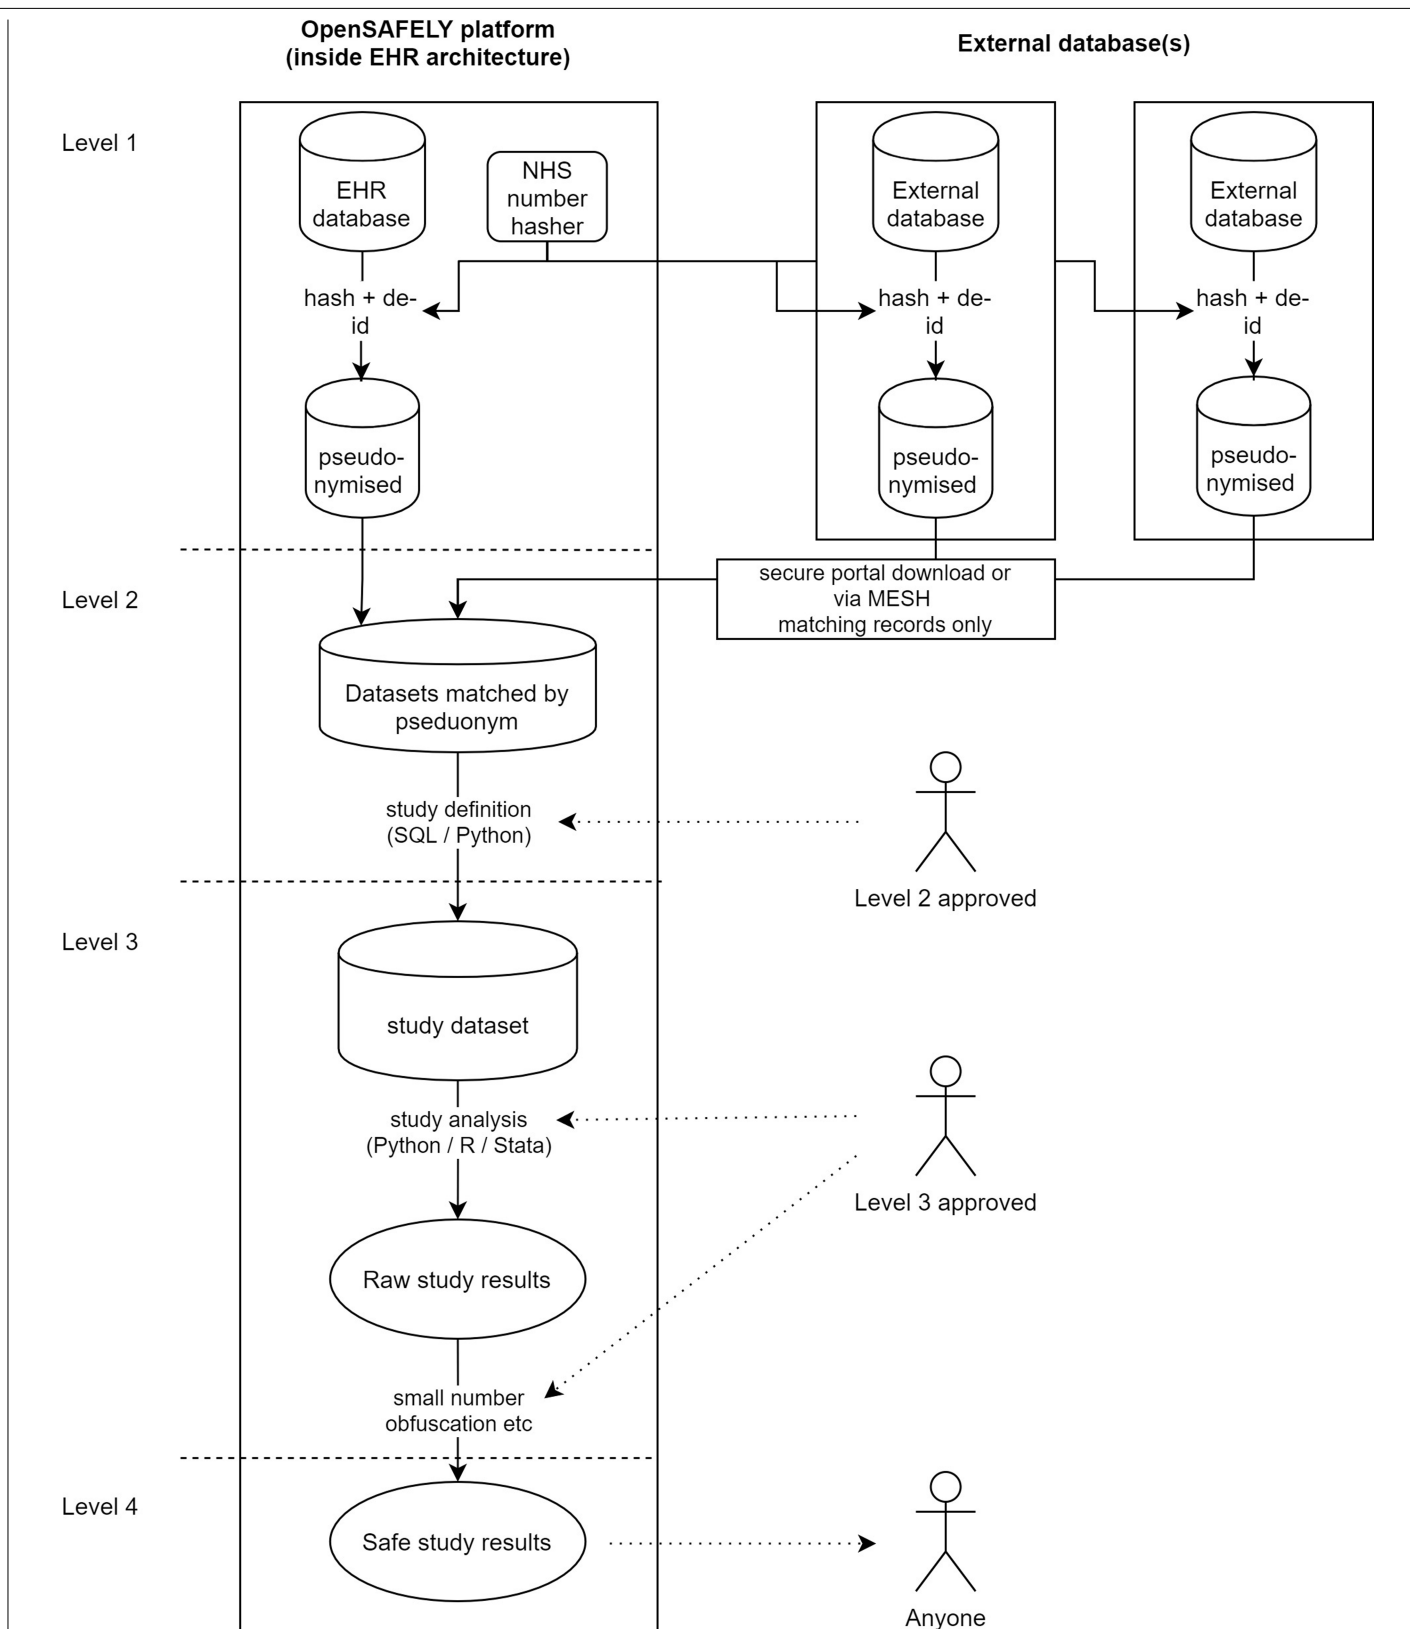 OpenSAFELY platform
(inside EHR architecture)
External database(s)
Level 1
EHR
database
NHS
number
hasher
External
database
External
database
hash + de-
id
hash + de-
id
hash + de-
id
pseudo-
nymised
pseudo-
nymised
pseudo-
nymised
Level 2
secure portal download or
via MESH
matching records only
Datasets matched by
pseduonym
study definition
(SQL / Python)
Level 2 approved
Level 3
study dataset
study analysis
(Python / R / Stata)
Level 3 approved
Raw study results
small number
obfuscation etc
Level 4
Safe study results
Anyone